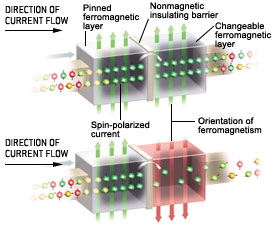 DIRECTION OF
CURRENT FLOW
Pinned
ferromagnetic
layer
Nonmagnetic
insulating barrier
Changeable
ferromagnetic
layer
Spin-polarized
current
DIRECTION OF
CURRENT FLOW
Orientation of
ferromagnetism